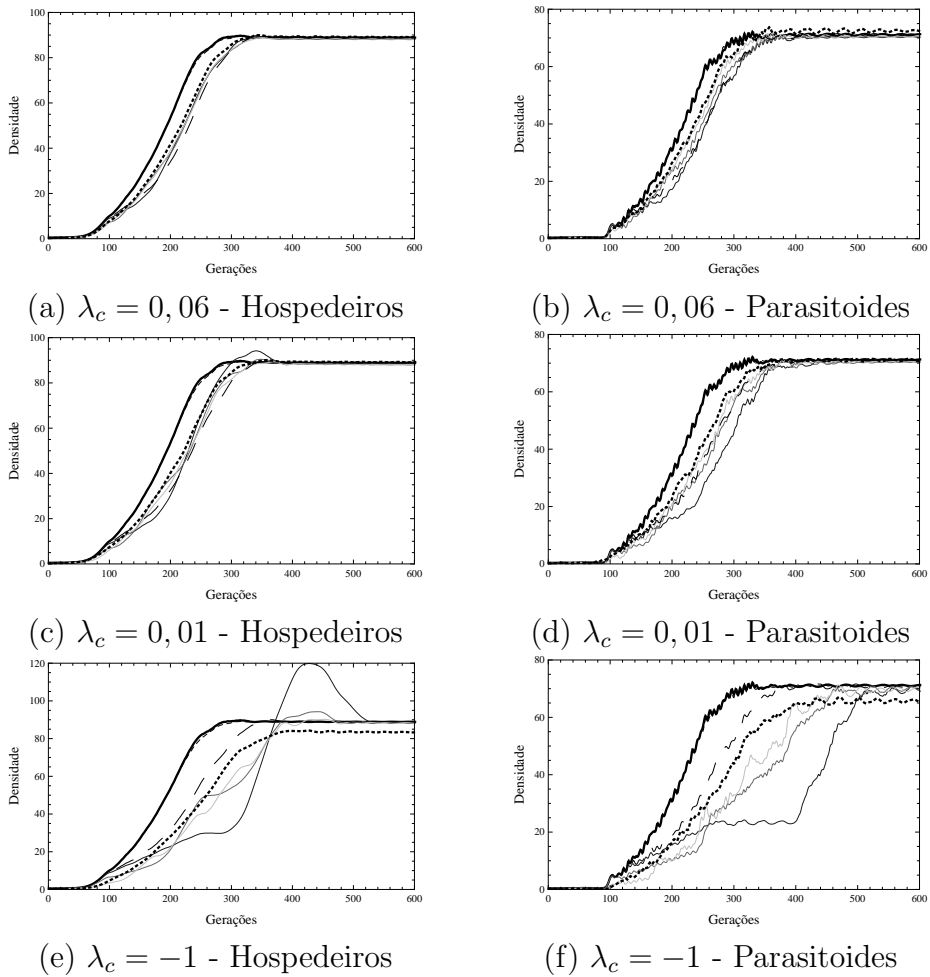 Densidade
100
80
60
40
20
0
0 100 200 300 400 500 600
Gerações
(a) λc = 0, 06 - Hospedeiros
Densidade
80
60
40
20
0
0 100 200 300 400 500 600
Gerações
(b) λc = 0, 06 - Parasitoides
Densidade
100
80
60
40
20
0
0 100 200 300 400 500 600
Gerações
(c) λc = 0, 01 - Hospedeiros
Densidade
80
60
40
20
0
0 100 200 300 400 500 600
Gerações
(d) λc = 0, 01 - Parasitoides
Densidade
120
100
80
60
40
20
0
0 100 200 300 400 500 600
Gerações
(e) λc = −1 - Hospedeiros
Densidade
80
60
40
20
0
0 100 200 300 400 500 600
Gerações
(f) λc = −1 - Parasitoides